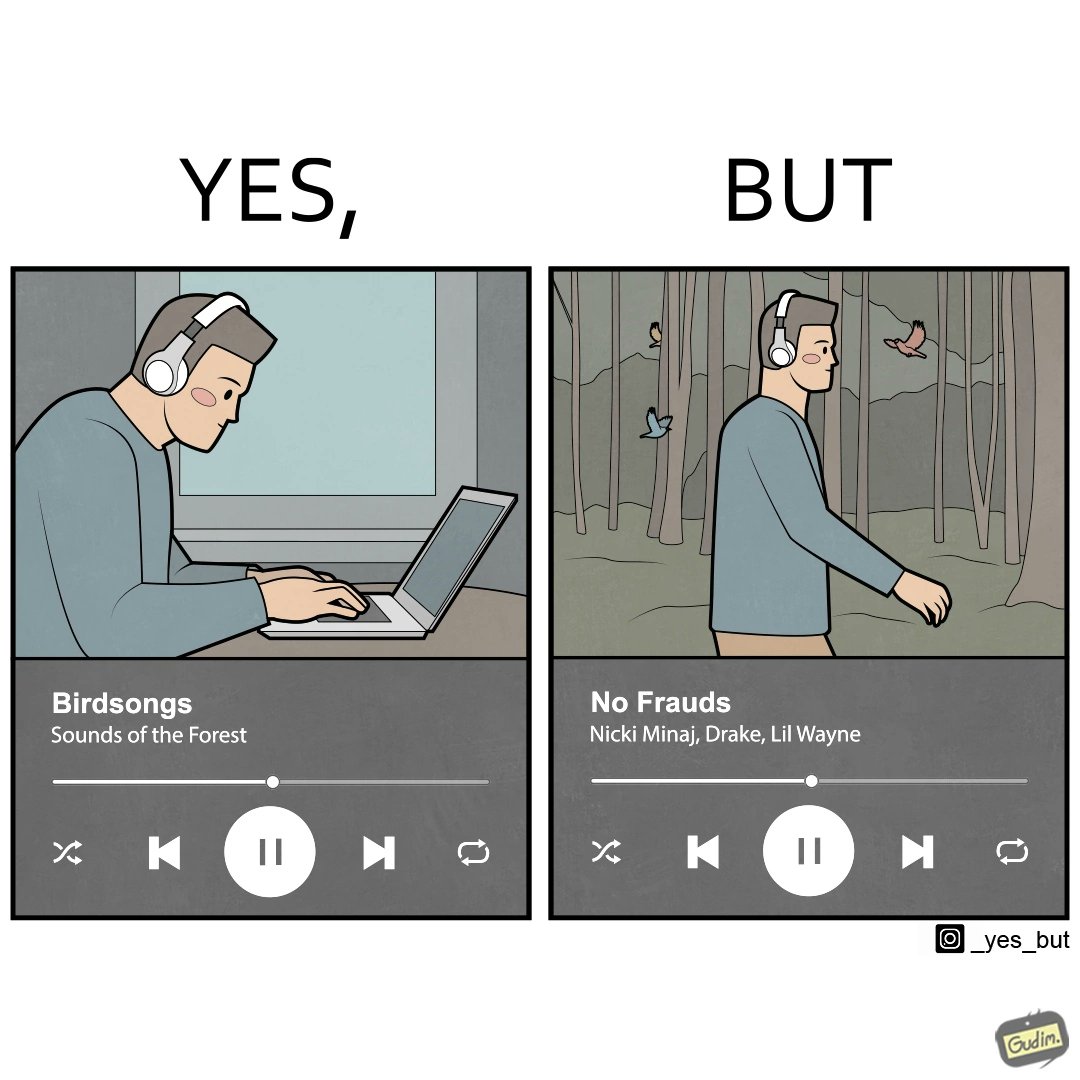 YES,
BUT
Birdsongs
Sounds of the Forest
No Frauds
Nicki Minaj, Drake, Lil Wayne
_yes_but
Gudim.